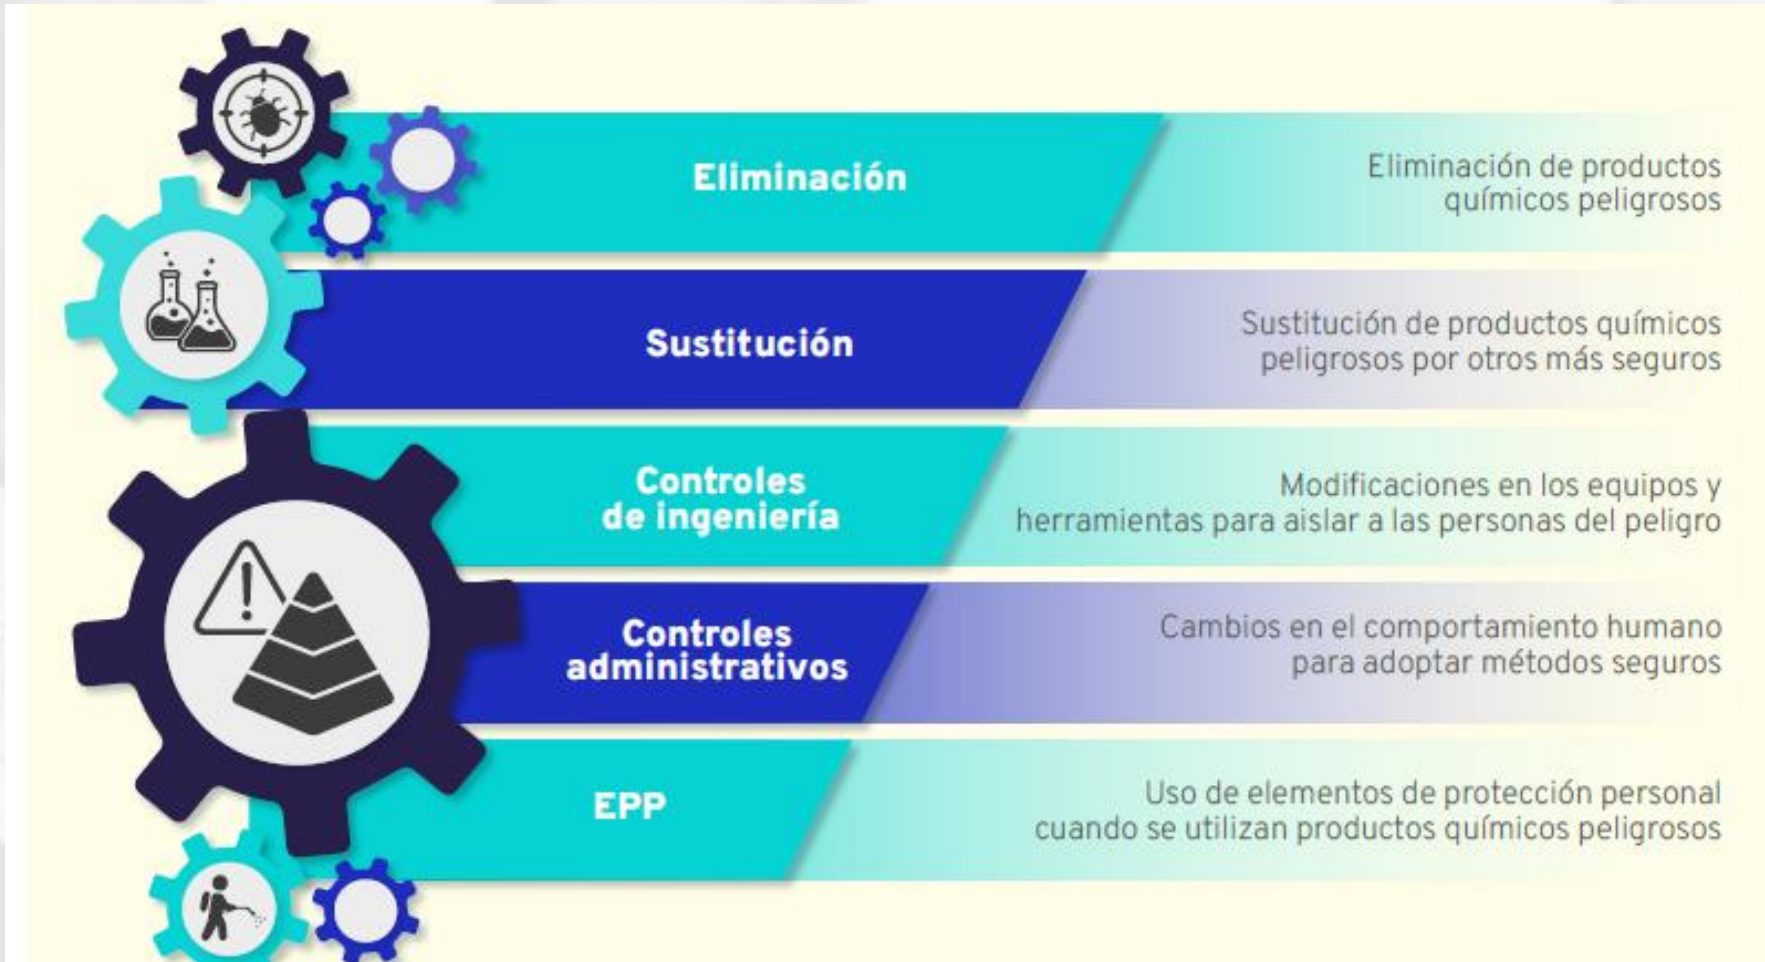 Eliminación
Eliminación de productos
químicos peligrosos
Sustitución
Sustitución de productos químicos
peligrosos por otros más seguros
Controles
de ingeniería
Modificaciones en los equipos y
herramientas para aislar a las personas del peligro
Controles
administrativos
Cambios en el comportamiento humano
para adoptar métodos seguros
EPP
Uso de elementos de protección personal
cuando se utilizan productos químicos peligrosos